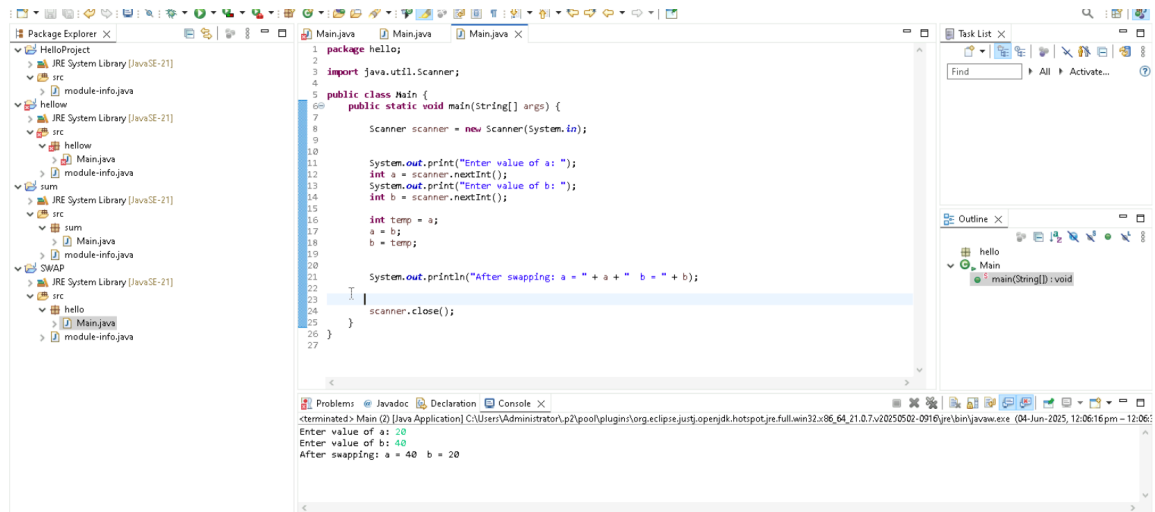 Package Explorer
HelloProject
JRE System Library [JavaSE-21]
src
module-info.java
hellow
JRE System Library [JavaSE-21]
src
hellow
Main.java
module-info.java
sum
JRE System Library [JavaSE-21]
src
sum
Main.java
module-info.java
SWAP
JRE System Library [JavaSE-21]
src
hello
Main.java
module-info.java
Main.java Main.java Main.java
1 package hello;
2
3 import java.util.Scanner;
4
5 public class Main {
6 public static void main(String[] args) {
7
8 Scanner scanner = new Scanner(System.in);
9
10
11 System.out.print("Enter value of a: ");
12 int a = scanner.nextInt();
13 System.out.print("Enter value of b: ");
14 int b = scanner.nextInt();
15
16 int temp = a;
17 a = b;
18 b = temp;
19
20
21 System.out.println("After swapping: a = " + a + "  b = " + b);
22
23
24 scanner.close();
25 }
26 }
27
Task List
Find All Activate...
Outline
hello
Main
main(String[]) : void
Problems Javadoc Declaration Console
<terminated> Main (2) [Java Application] C:\Users\Administrator\.p2\pool\plugins\org.eclipse.justj.openjdk.hotspot.jre.full.win32.x86_64_21.0.7.v20250502-0916\jre\bin\javaw.exe (04-Jun-2025, 12:06:16 pm – 12:06:
Enter value of a: 20
Enter value of b: 40
After swapping: a = 40  b = 20